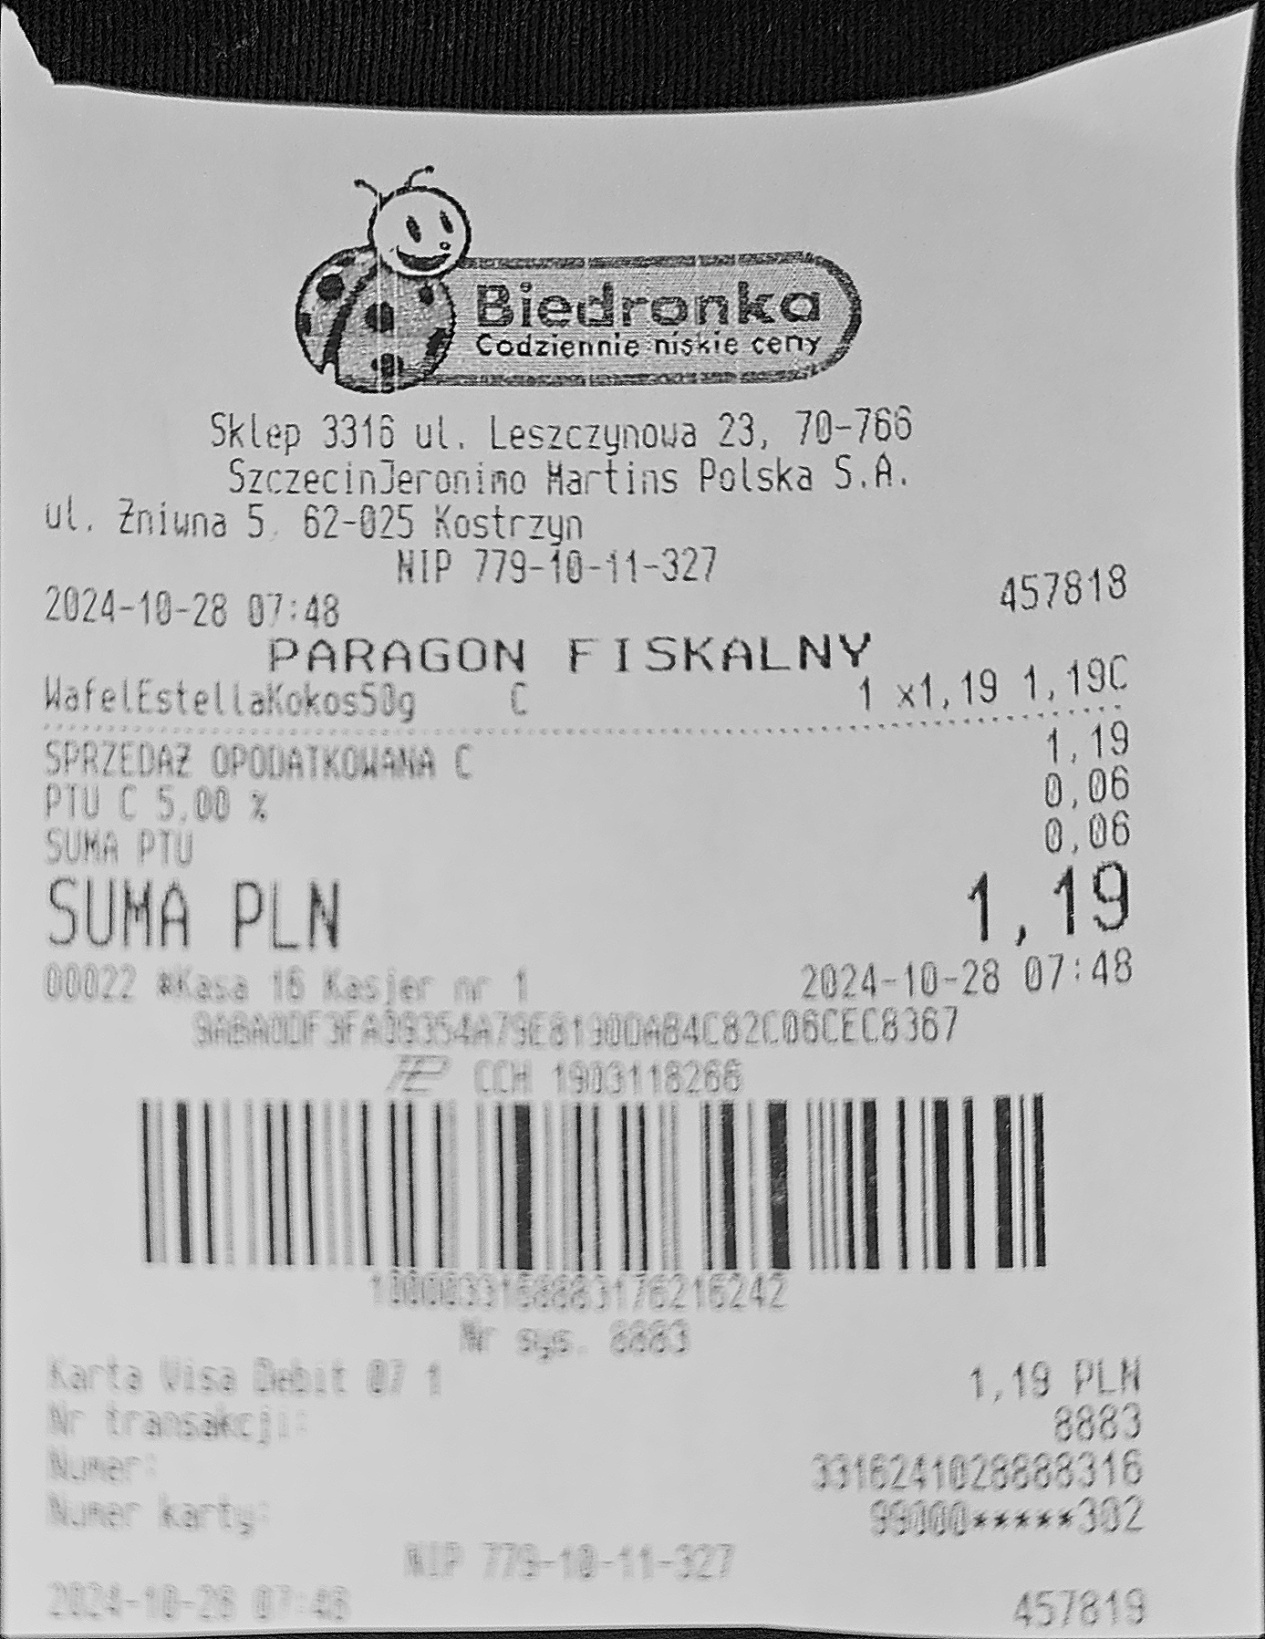 Biedronka
Codziennie niskie ceny
Sklep 3316 ul. Leszczynowa 23, 70-766
SzczecinJeronimo Martins Polska S.A.
ul. Żniwna 5, 62-025 Kostrzyn
NIP 779-10-11-327
2024-10-28 07:48 457818
PARAGON FISKALNY
WafelEstellaKokos50g C 1 x1,19 1,19C
SPRZEDAŻ OPODATKOWANA C 1,19
PTU C 5,00 % 0,06
SUMA PTU 0,06
SUMA PLN 1,19
00022 #Kasa 16 Kasjer nr 1 2024-10-28 07:48
CCH 1903118266
Nr sys. 8883
Karta Visa Debit 07 1 1,19 PLN
Nr transakcji: 8883
Numer: 3316241028888316
Numer karty: 99000*****302
NIP 779-10-11-327
2024-10-28 07:48 457819